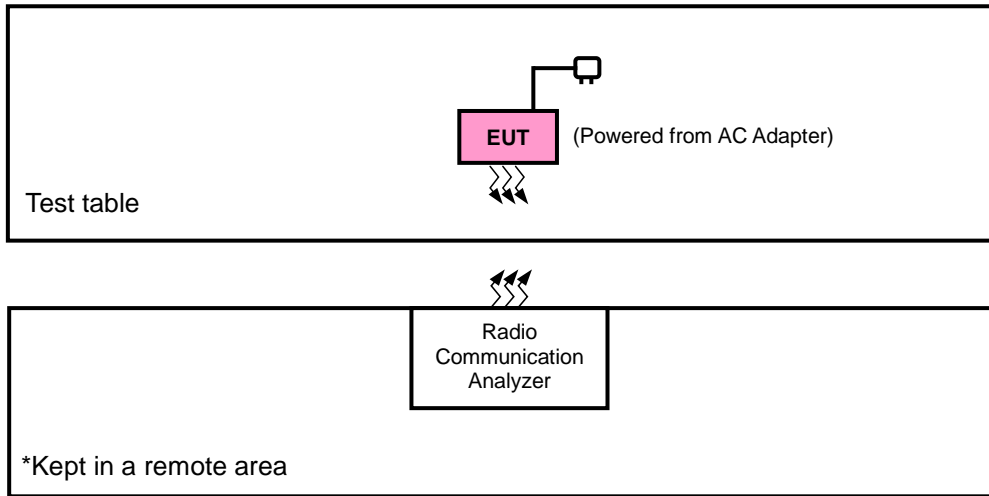 EUT
(Powered from AC Adapter)
Test table
Radio
Communication
Analyzer
*Kept in a remote area